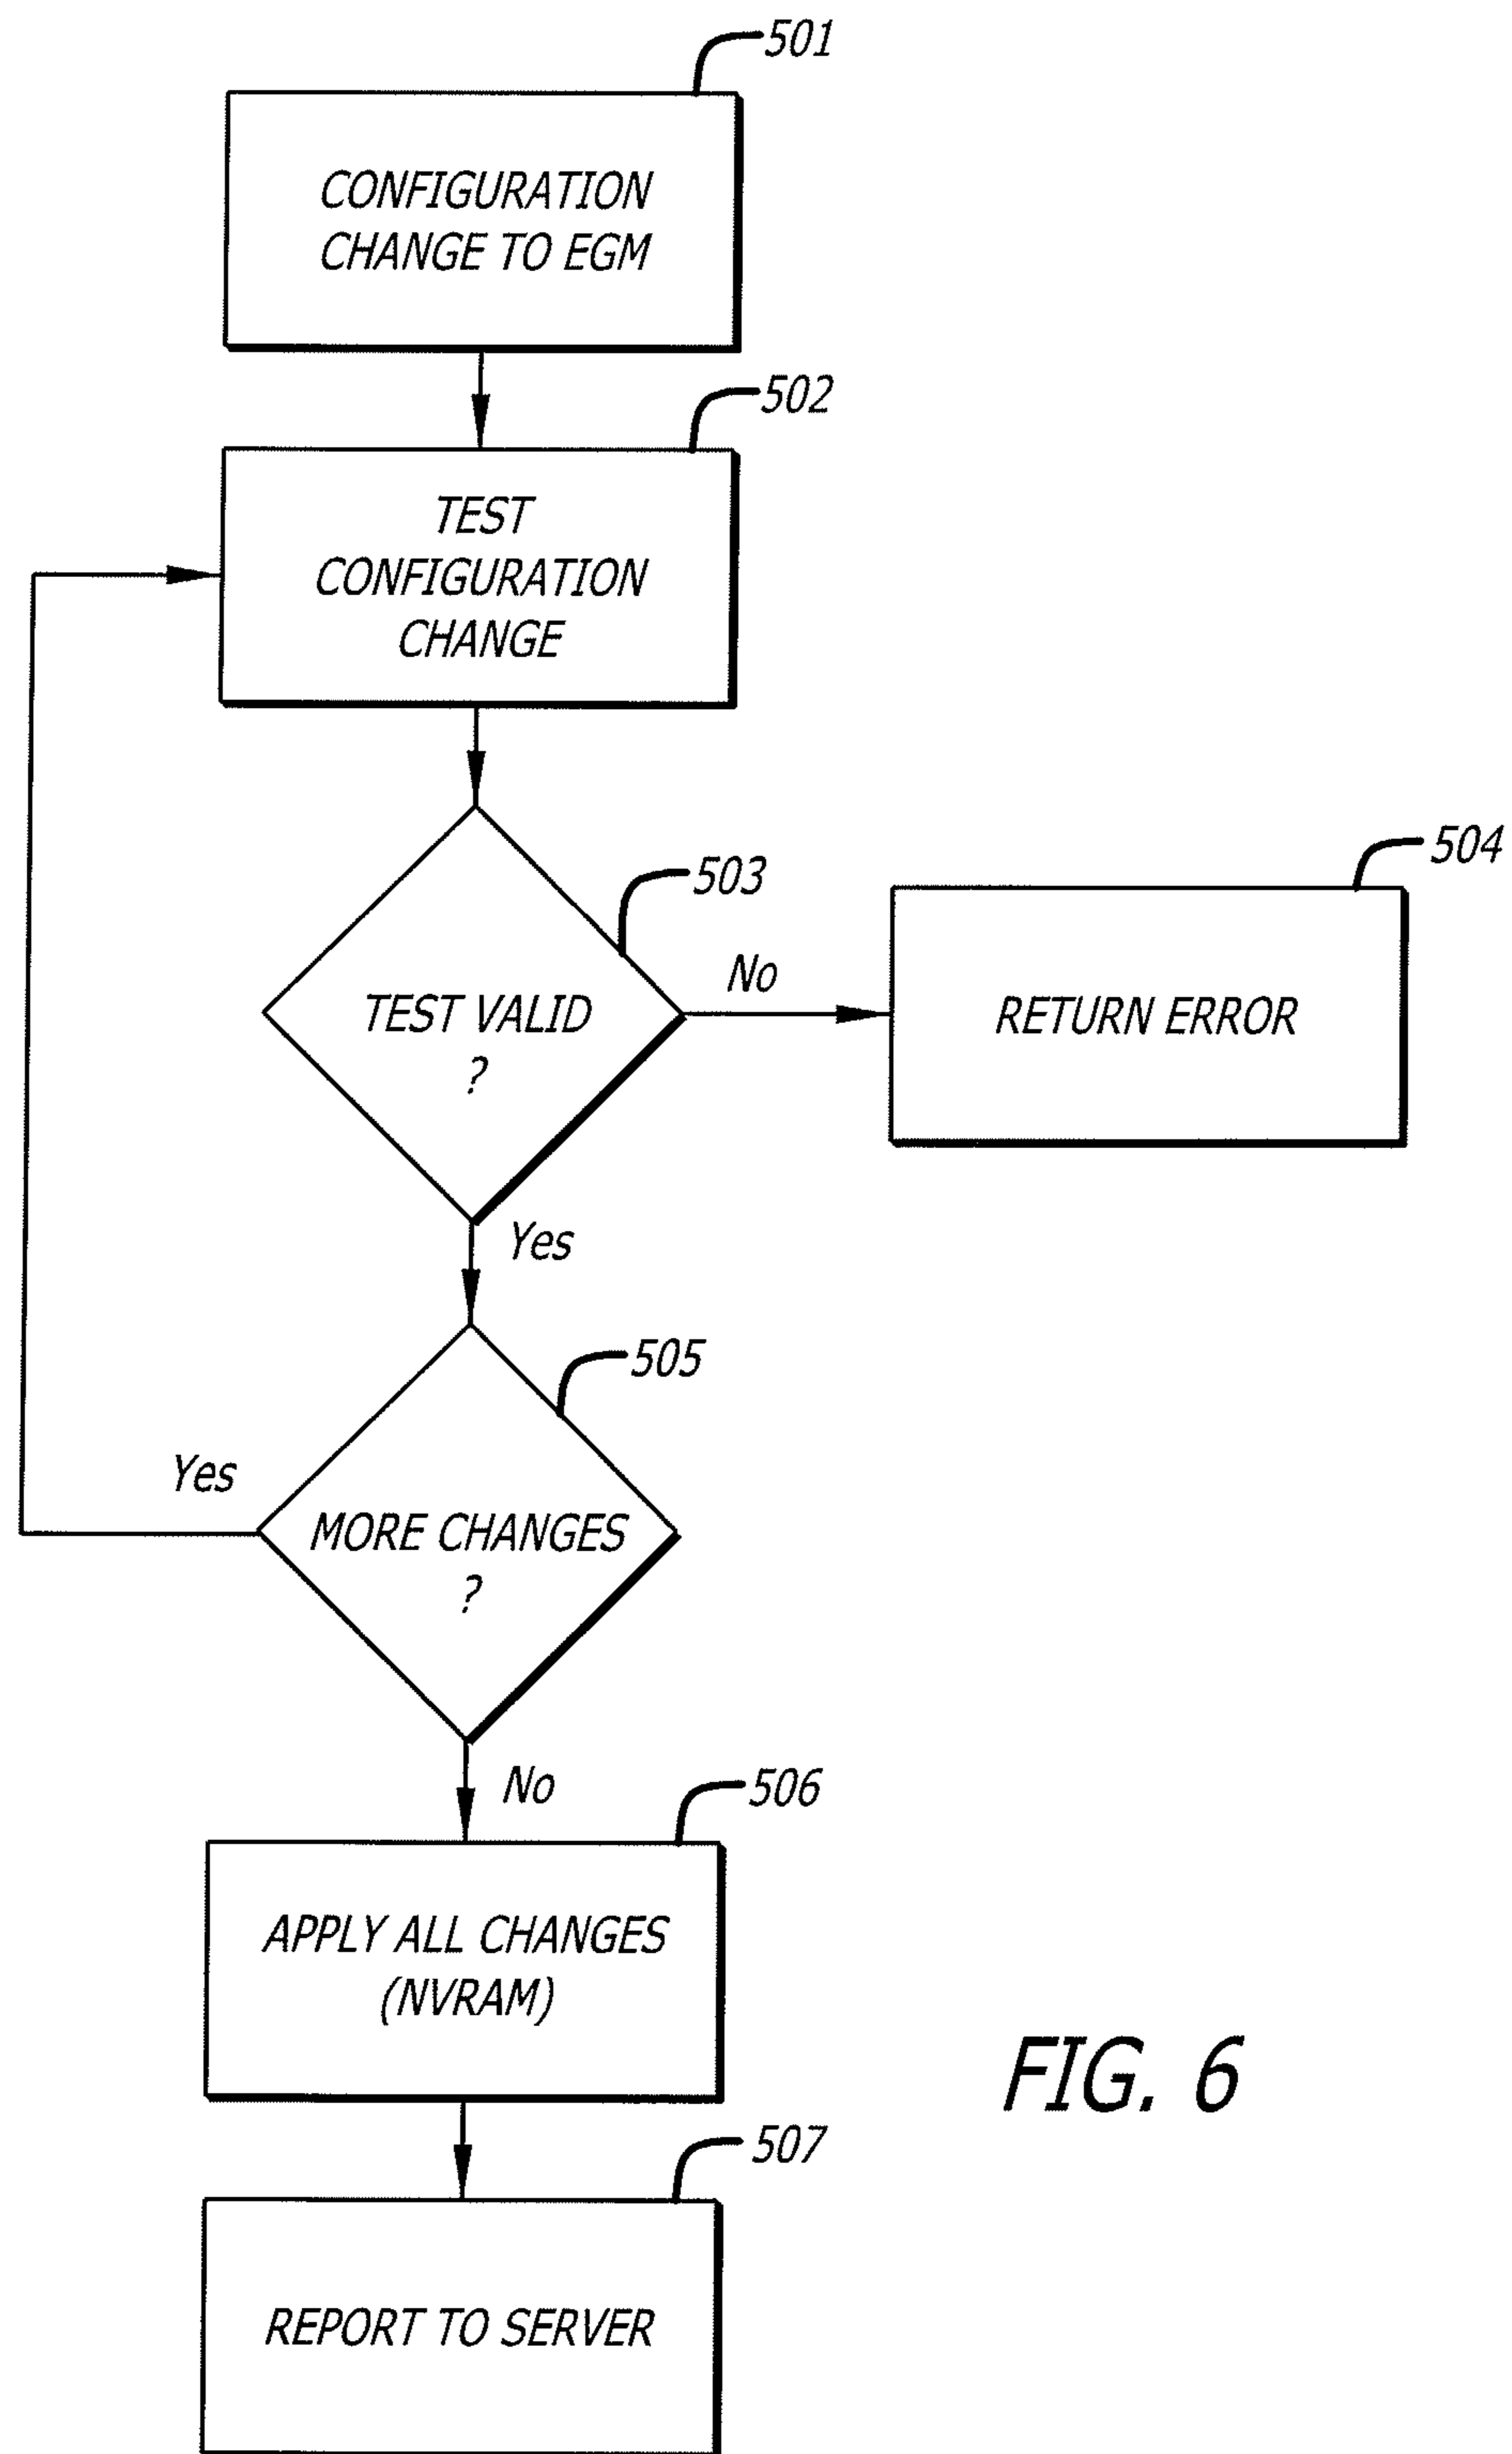 501
CONFIGURATION
CHANGE TO EGM
502
TEST
CONFIGURATION
CHANGE
503
TEST VALID
?
No
504
RETURN ERROR
Yes
505
MORE CHANGES
?
Yes
No
506
APPLY ALL CHANGES
(NVRAM)
507
REPORT TO SERVER
FIG. 6